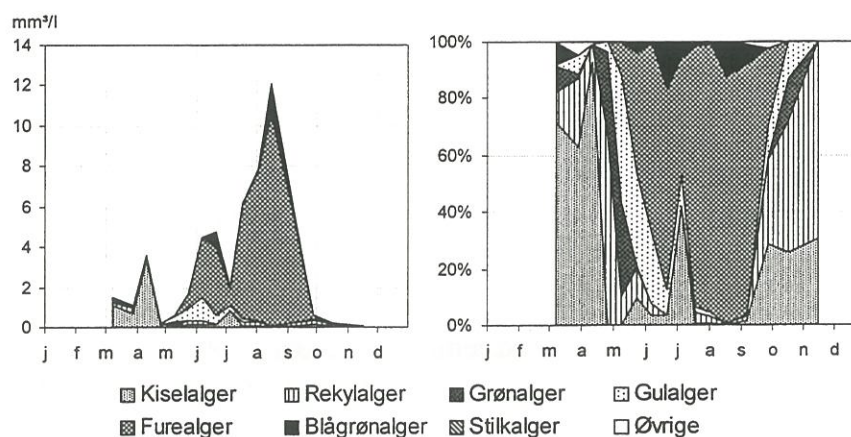 mm³/l
14
12
10
8
6
4
2
0
j f m a m j j a s o n d
100%
80%
60%
40%
20%
0%
j f m a m j j a s o n d
Kiselalger Rekylalger Grønalger Gulalger
Furealger Blågrønalger Stilkalger Øvrige